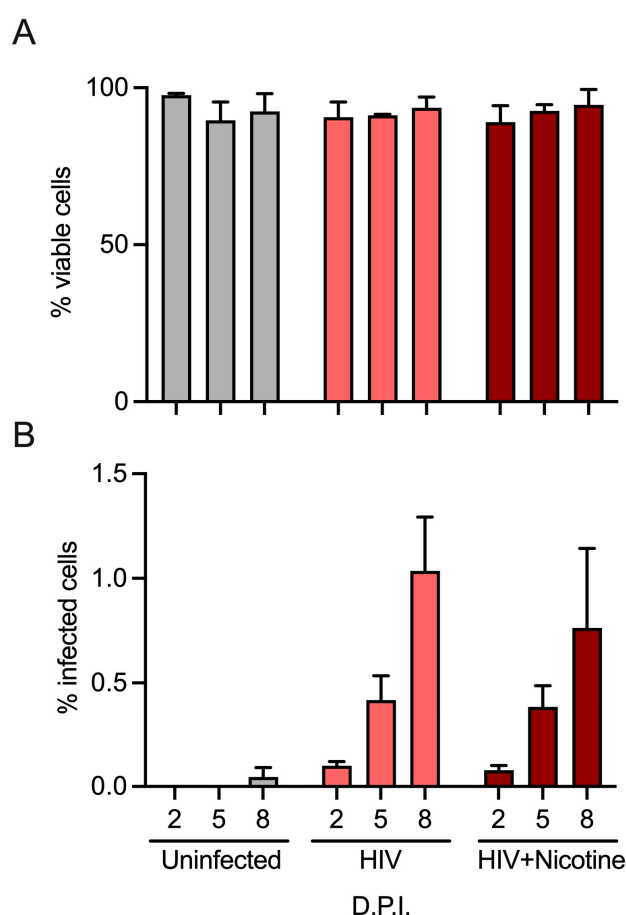 A
100
50
0
% viable cells
B
1.5
1.0
0.5
0.0
% infected cells
2 5 8 2 5 8 2 5 8
Uninfected HIV HIV+Nicotine
D.P.I.